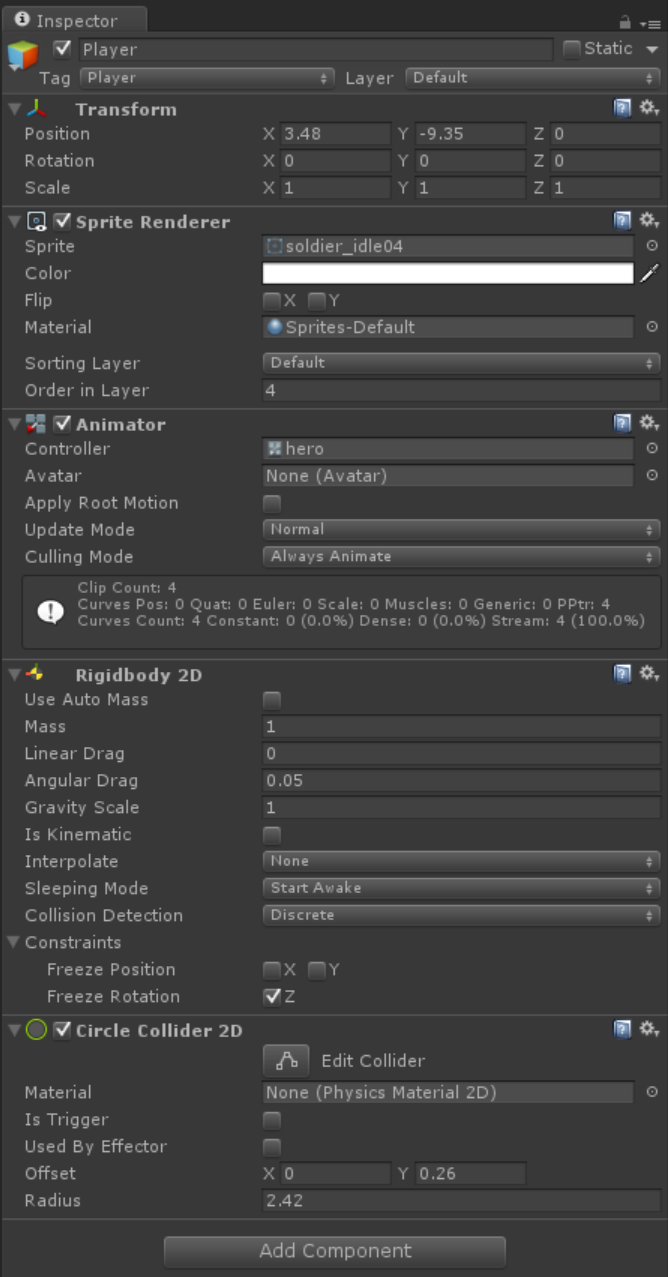 Inspector
Player Static
Tag Player Layer Default
Transform
Position X 3.48 Y -9.35 Z 0
Rotation X 0 Y 0 Z 0
Scale X 1 Y 1 Z 1
Sprite Renderer
Sprite soldier_idle04
Color
Flip X Y
Material Sprites-Default
Sorting Layer Default
Order in Layer 4
Animator
Controller hero
Avatar None (Avatar)
Apply Root Motion
Update Mode Normal
Culling Mode Always Animate
Clip Count: 4
Curves Pos: 0 Quat: 0 Euler: 0 Scale: 0 Muscles: 0 Generic: 0 PPtr: 4
Curves Count: 4 Constant: 0 (0.0%) Dense: 0 (0.0%) Stream: 4 (100.0%)
Rigidbody 2D
Use Auto Mass
Mass 1
Linear Drag 0
Angular Drag 0.05
Gravity Scale 1
Is Kinematic
Interpolate None
Sleeping Mode Start Awake
Collision Detection Discrete
Constraints
Freeze Position X Y
Freeze Rotation Z
Circle Collider 2D
Edit Collider
Material None (Physics Material 2D)
Is Trigger
Used By Effector
Offset X 0 Y 0.26
Radius 2.42
Add Component